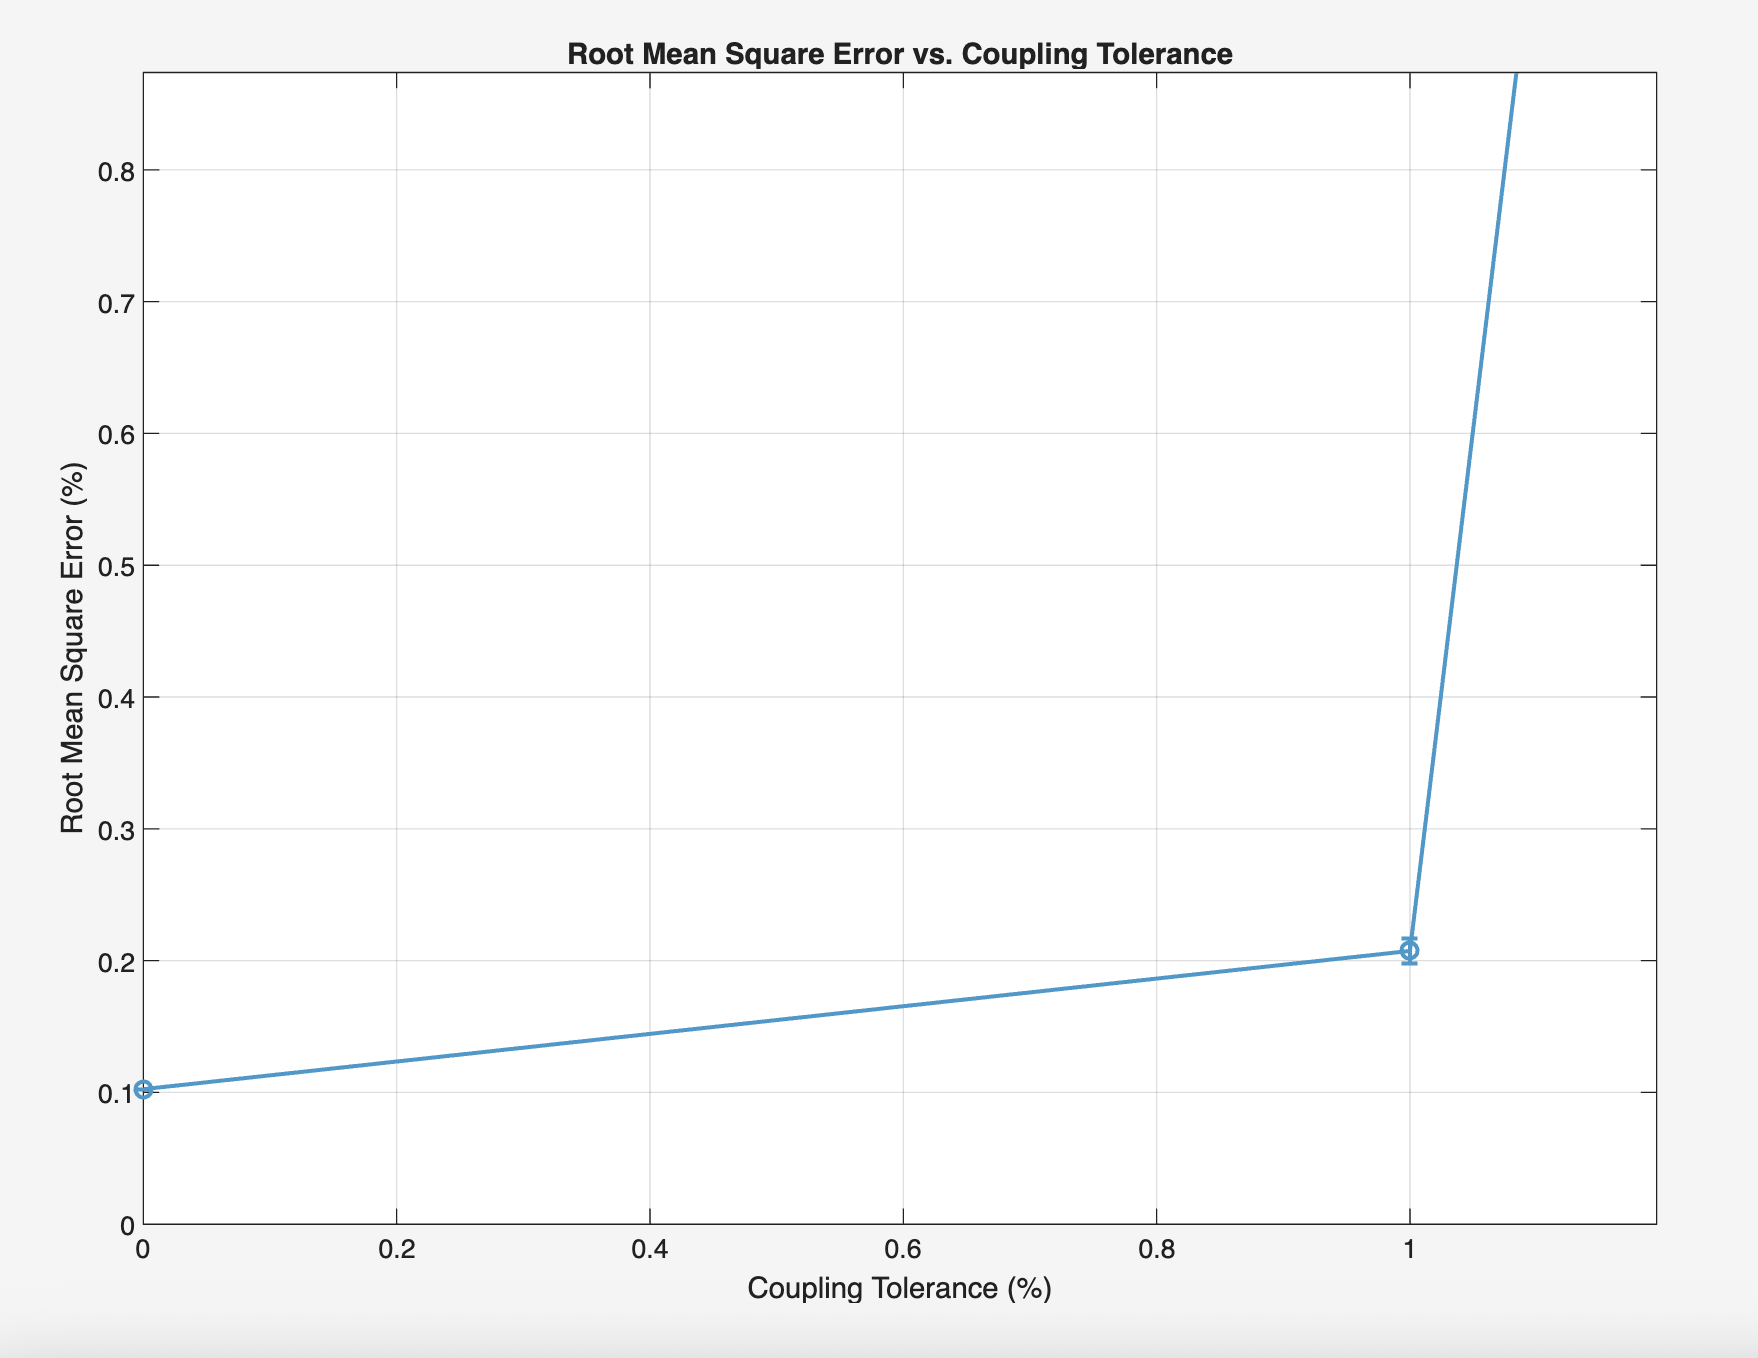 Root Mean Square Error vs. Coupling Tolerance
Root Mean Square Error (%)
0.8
0.7
0.6
0.5
0.4
0.3
0.2
0.1
0
0 0.2 0.4 0.6 0.8 1
Coupling Tolerance (%)